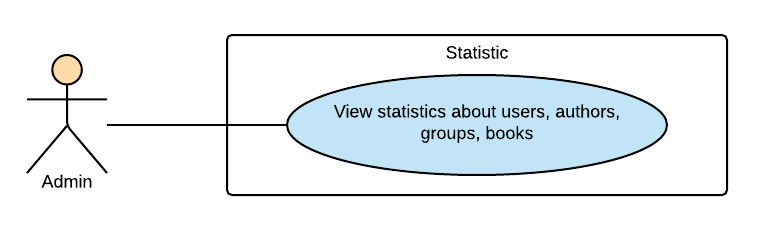 Statistic
View statistics about users, authors,
groups, books
Admin